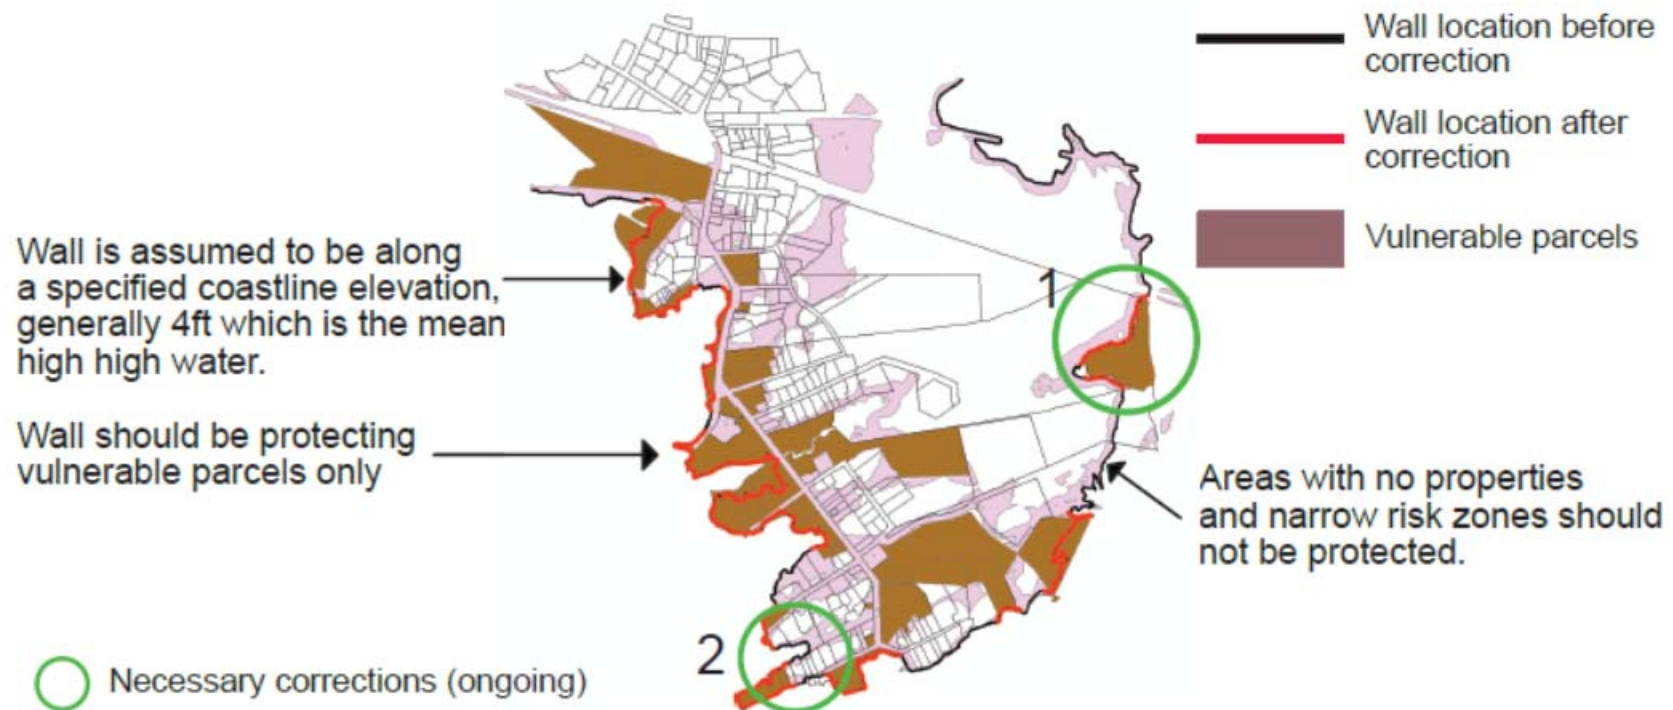 Wall location before
correction
Wall location after
correction
Vulnerable parcels
Wall is assumed to be along
a specified coastline elevation,
generally 4ft which is the mean
high high water.
Wall should be protecting
vulnerable parcels only
1
Areas with no properties
and narrow risk zones should
not be protected.
2
Necessary corrections (ongoing)